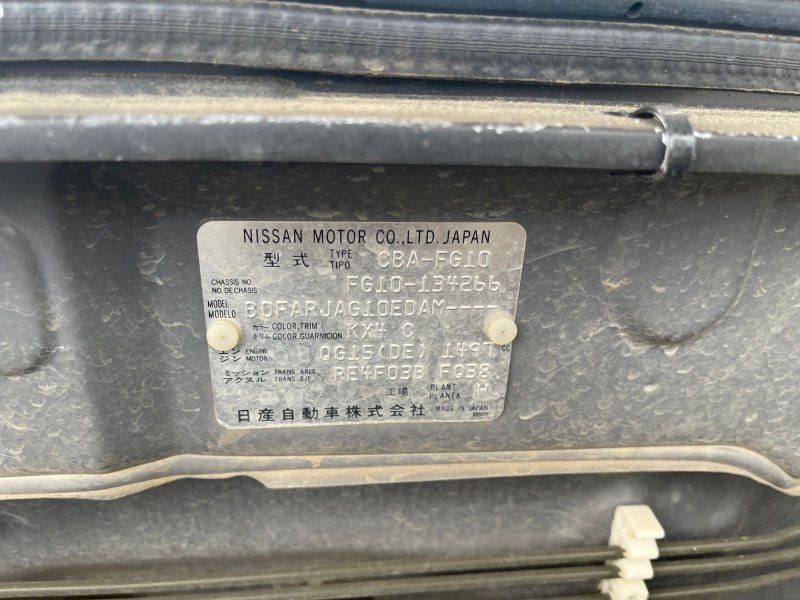 NISSAN MOTOR CO.,LTD. JAPAN
型式 TYPE TIPO CBA-FG10
CHASSIS NO NO DE CHASIS FG10-134266
MODEL MODELO BDFARJAG10EDAM----
カラー COLOR,TRIM トリム COLOR,GUARNICION KX4 C
エンジン ENGINE MOTOR QG15(DE) 1497 CC
ミッション TRANS.,AXLE アクスル TRANS.,EJE RE4F03B F038
工場 PLANT PLANTA
日産自動車株式会社 MADE IN JAPAN